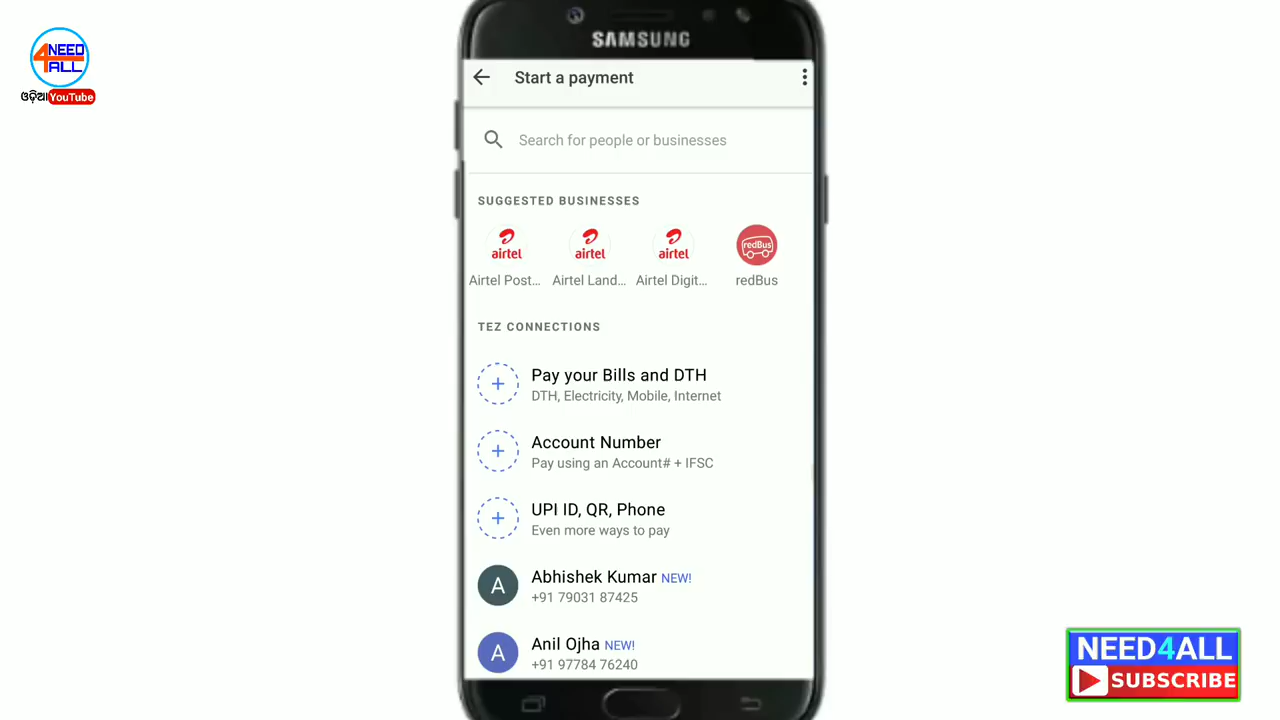 4NEED
ALL
ଓଡ଼ିଆ YouTube
SAMSUNG
Start a payment
Search for people or businesses
SUGGESTED BUSINESSES
airtel airtel airtel redBus
Airtel Post... Airtel Land... Airtel Digit... redBus
TEZ CONNECTIONS
Pay your Bills and DTH
DTH, Electricity, Mobile, Internet
Account Number
Pay using an Account# + IFSC
UPI ID, QR, Phone
Even more ways to pay
A Abhishek Kumar NEW!
+91 79031 87425
A Anil Ojha NEW!
+91 97784 76240
NEED4ALL
SUBSCRIBE